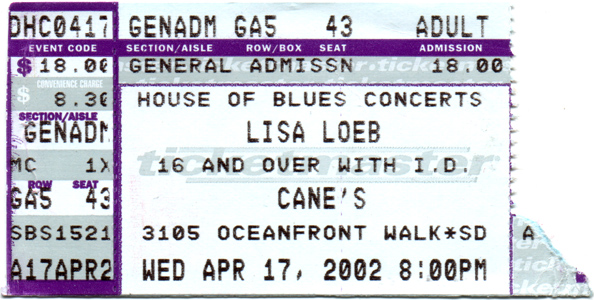 DHC0417 GENADM GA5 43 ADULT
EVENT CODE SECTION/AISLE ROW/BOX SEAT ADMISSION
$ 18.00 GENERAL ADMISSN 18.00
CONVENIENCE CHARGE
$ 8.30 HOUSE OF BLUES CONCERTS
SECTION/AISLE
GENADM LISA LOEB
MC 1X 16 AND OVER WITH I.D.
ticketmaster
ROW SEAT
GA5 43 CANE'S
SBS1521 3105 OCEANFRONT WALK*SD A
A17APR2 WED APR 17, 2002 8:00PM